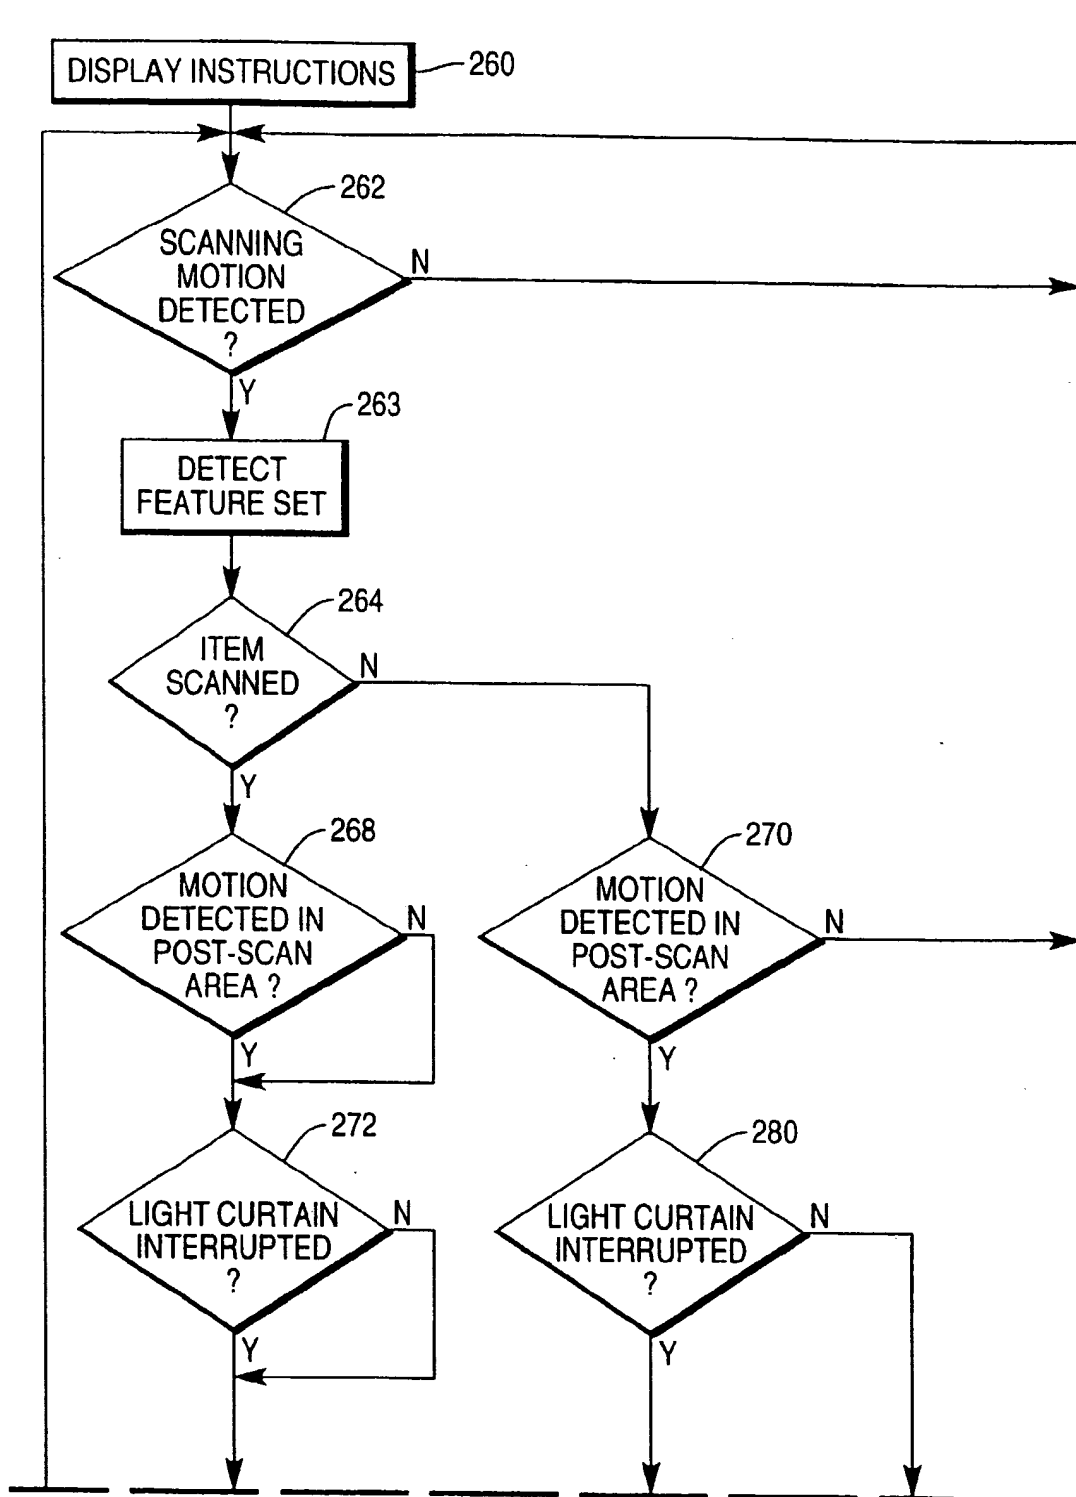 DISPLAY INSTRUCTIONS
260
262
SCANNING
MOTION
DETECTED
?
N
Y
263
DETECT
FEATURE SET
264
ITEM
SCANNED
?
N
Y
268
MOTION
DETECTED IN
POST-SCAN
AREA ?
N
Y
270
MOTION
DETECTED IN
POST-SCAN
AREA ?
N
Y
272
LIGHT CURTAIN
INTERRUPTED
?
N
Y
280
LIGHT CURTAIN
INTERRUPTED
?
N
Y